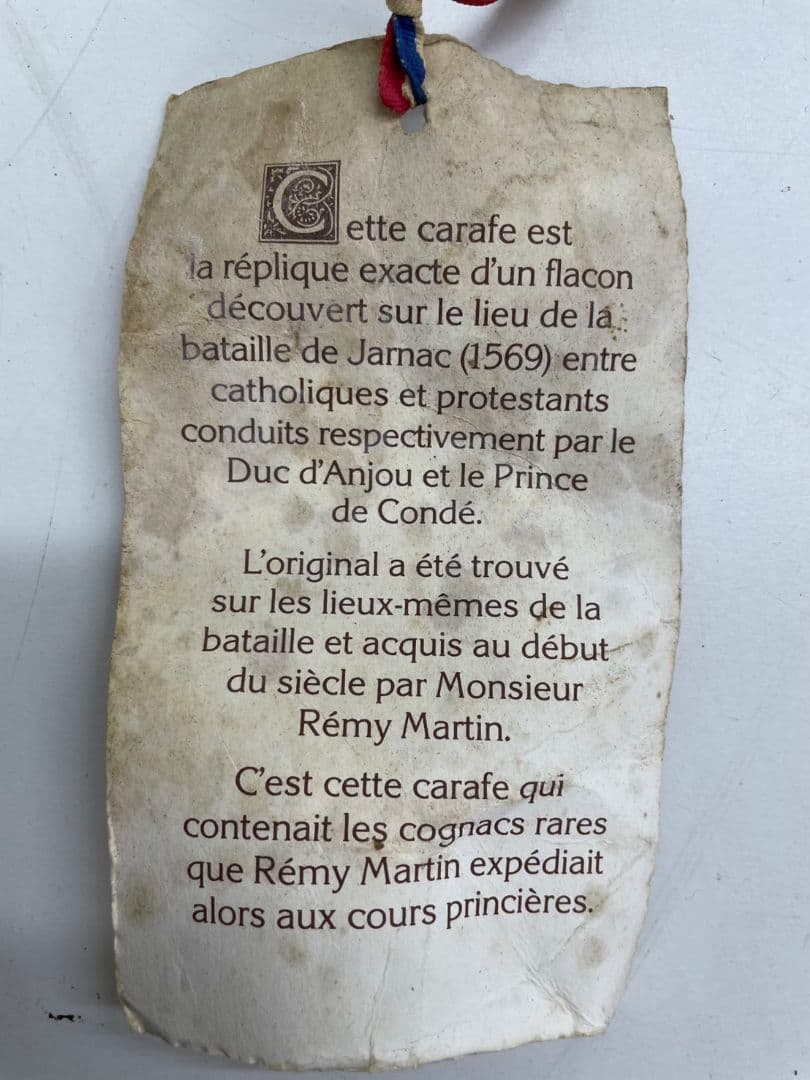 Cette carafe est
la réplique exacte d'un flacon
découvert sur le lieu de la
bataille de Jarnac (1569) entre
catholiques et protestants
conduits respectivement par le
Duc d'Anjou et le Prince
de Condé.
L'original a été trouvé
sur les lieux-mêmes de la
bataille et acquis au début
du siècle par Monsieur
Rémy Martin.
C'est cette carafe qui
contenait les cognacs rares
que Rémy Martin expédiait
alors aux cours princières.